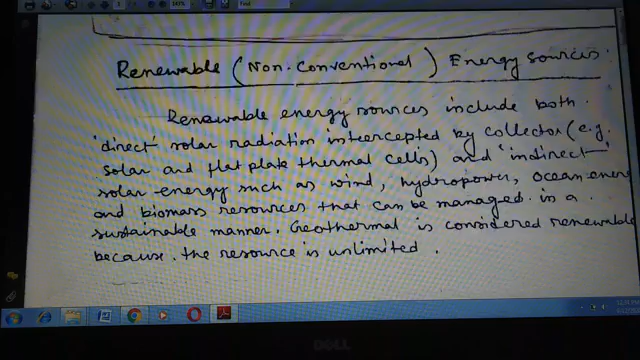 Renewable (Non-Conventional) Energy Sources.
Renewable energy sources include both
'direct' solar radiation intercepted by collector (e.g.
solar and flat plate thermal cells) and 'indirect'
solar energy such as wind, hydropower, ocean ener
and biomass resources that can be managed in a
sustainable manner. Geothermal is considered renewable
because the resource is unlimited.
DELL